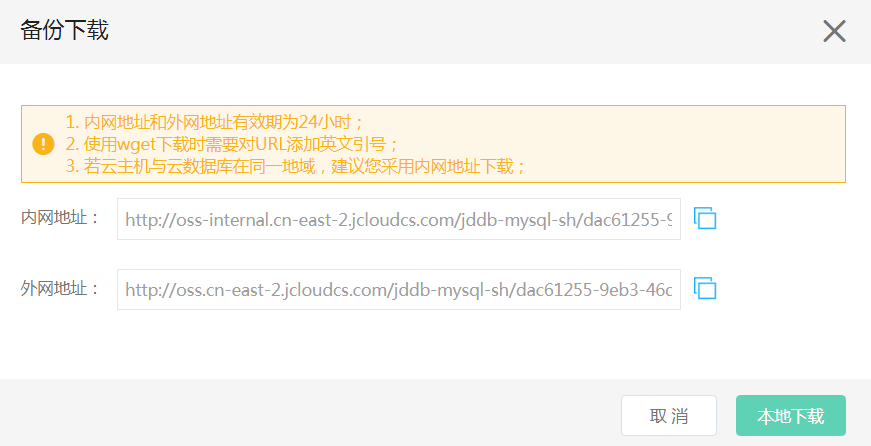 备份下载
1. 内网地址和外网地址有效期为24小时；
2. 使用wget下载时需要对URL添加英文引号；
3. 若云主机与云数据库在同一地域，建议您采用内网地址下载；
内网地址： http://oss-internal.cn-east-2.jcloudcs.com/jddb-mysql-sh/dac61255-9
外网地址： http://oss.cn-east-2.jcloudcs.com/jddb-mysql-sh/dac61255-9eb3-46c
取 消 本地下载